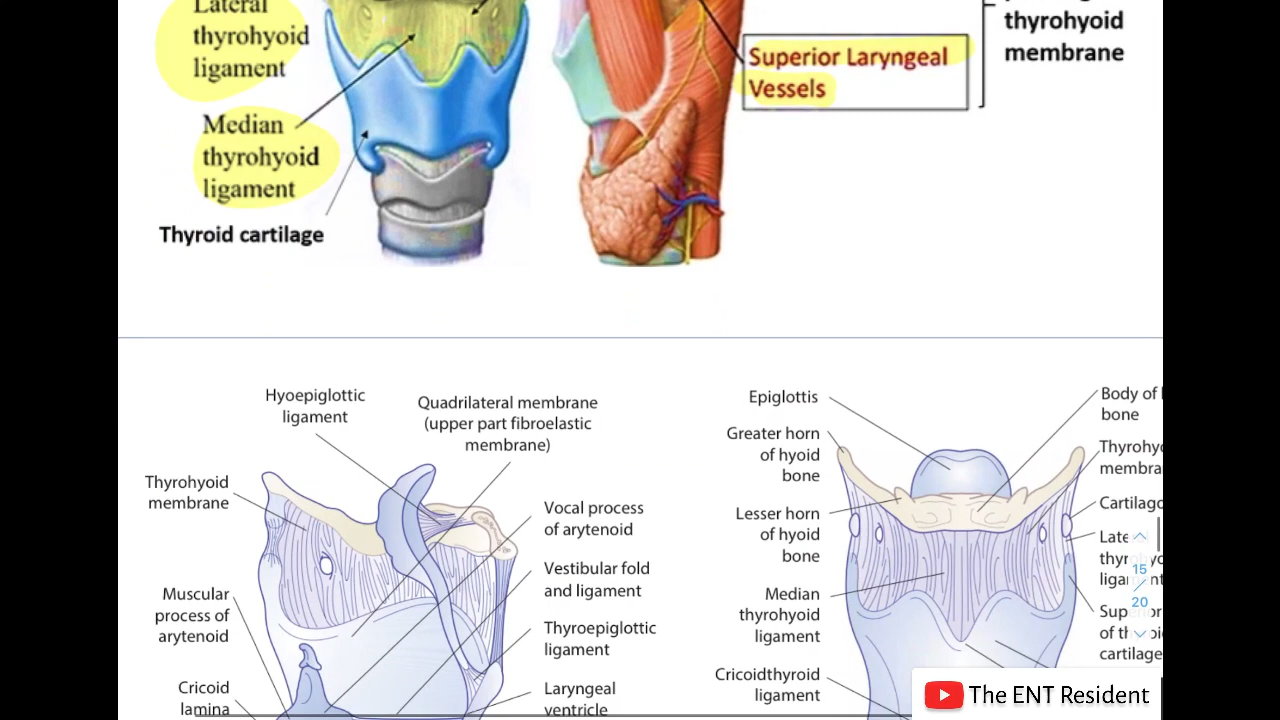 Lateral
thyrohyoid
ligament
Median
thyrohyoid
ligament
Thyroid cartilage
Superior Laryngeal
Vessels
thyrohyoid
membrane
Hyoepiglottic
ligament
Quadrilateral membrane
(upper part fibroelastic
membrane)
Thyrohyoid
membrane
Vocal process
of arytenoid
Vestibular fold
and ligament
Muscular
process of
arytenoid
Thyroepiglottic
ligament
Cricoid
lamina
Laryngeal
ventricle
Epiglottis
Greater horn
of hyoid
bone
Lesser horn
of hyoid
bone
Median
thyrohyoid
ligament
Cricoidthyroid
ligament
Body of
bone
15
20
cartilage
The ENT Resident